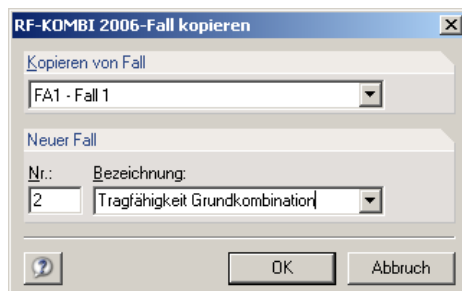 RF-KOMBI 2006-Fall kopieren
Kopieren von Fall
FA1 - Fall 1
Neuer Fall
Nr.: Bezeichnung:
2 Tragfähigkeit Grundkombination
OK Abbruch